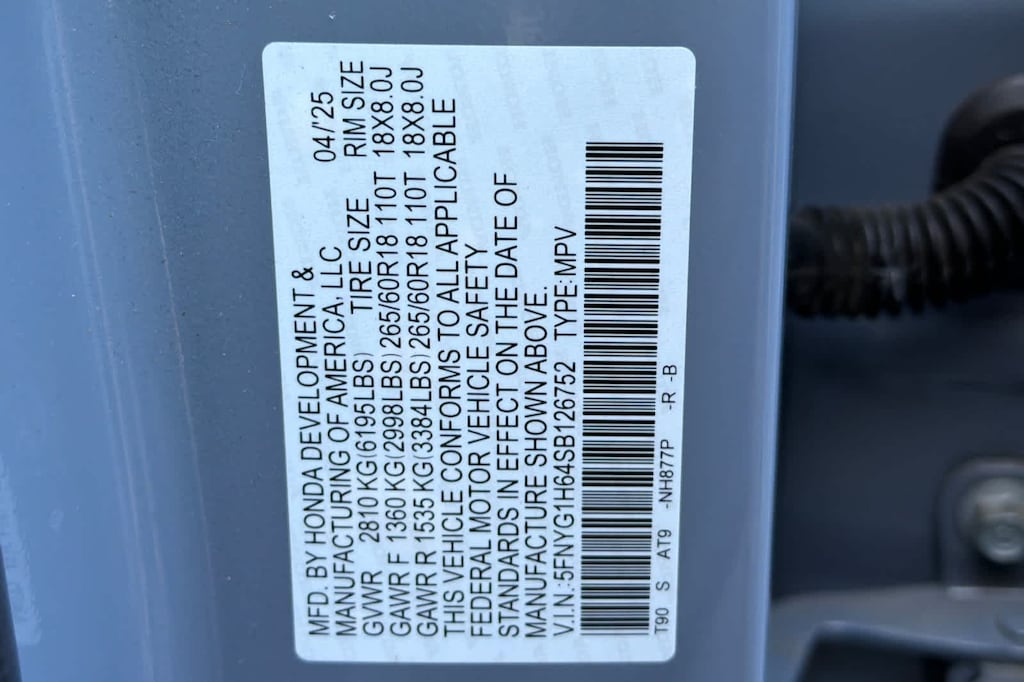 MFD. BY HONDA DEVELOPMENT &
MANUFACTURING OF AMERICA, LLC 04/'25
GVWR 2810 KG(6195LBS) TIRE SIZE RIM SIZE
GAWR F 1360 KG(2998LBS) 265/60R18 110T 18X8.0J
GAWR R 1535 KG(3384LBS) 265/60R18 110T 18X8.0J
THIS VEHICLE CONFORMS TO ALL APPLICABLE
FEDERAL MOTOR VEHICLE SAFETY
STANDARDS IN EFFECT ON THE DATE OF
MANUFACTURE SHOWN ABOVE.
V.I.N.:5FNYG1H64SB126752 TYPE:MPV
T90 S AT9 -NH877P -R -B